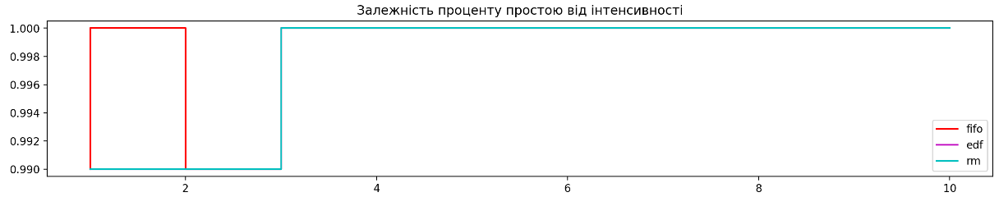 Залежність проценту простою від інтенсивності
1.000
0.998
0.996
0.994
0.992
0.990
fifo
edf
rm
2 4 6 8 10